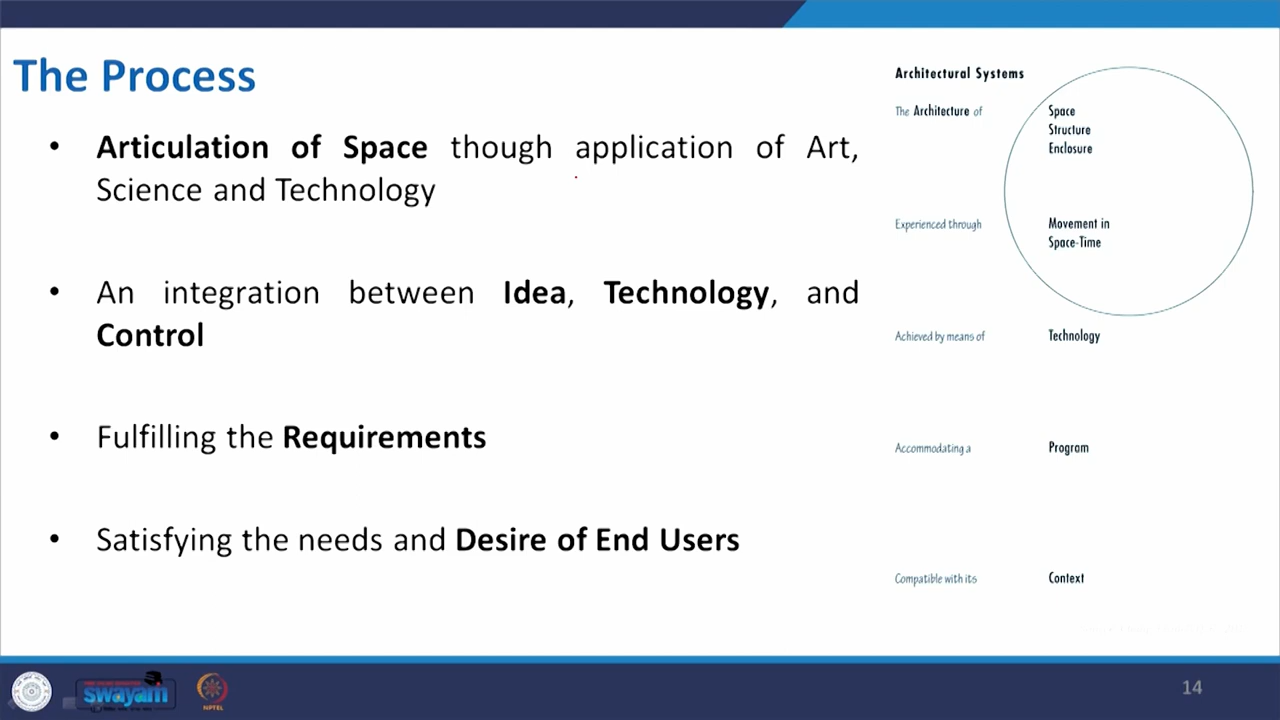 The Process
• Articulation of Space though application of Art,
Science and Technology
• An integration between Idea, Technology, and
Control
• Fulfilling the Requirements
• Satisfying the needs and Desire of End Users
Architectural Systems
The Architecture of Space
Structure
Enclosure
Experienced through Movement in
Space-Time
Achieved by means of Technology
Accommodating a Program
Compatible with its Context
swayam
NPTEL
14